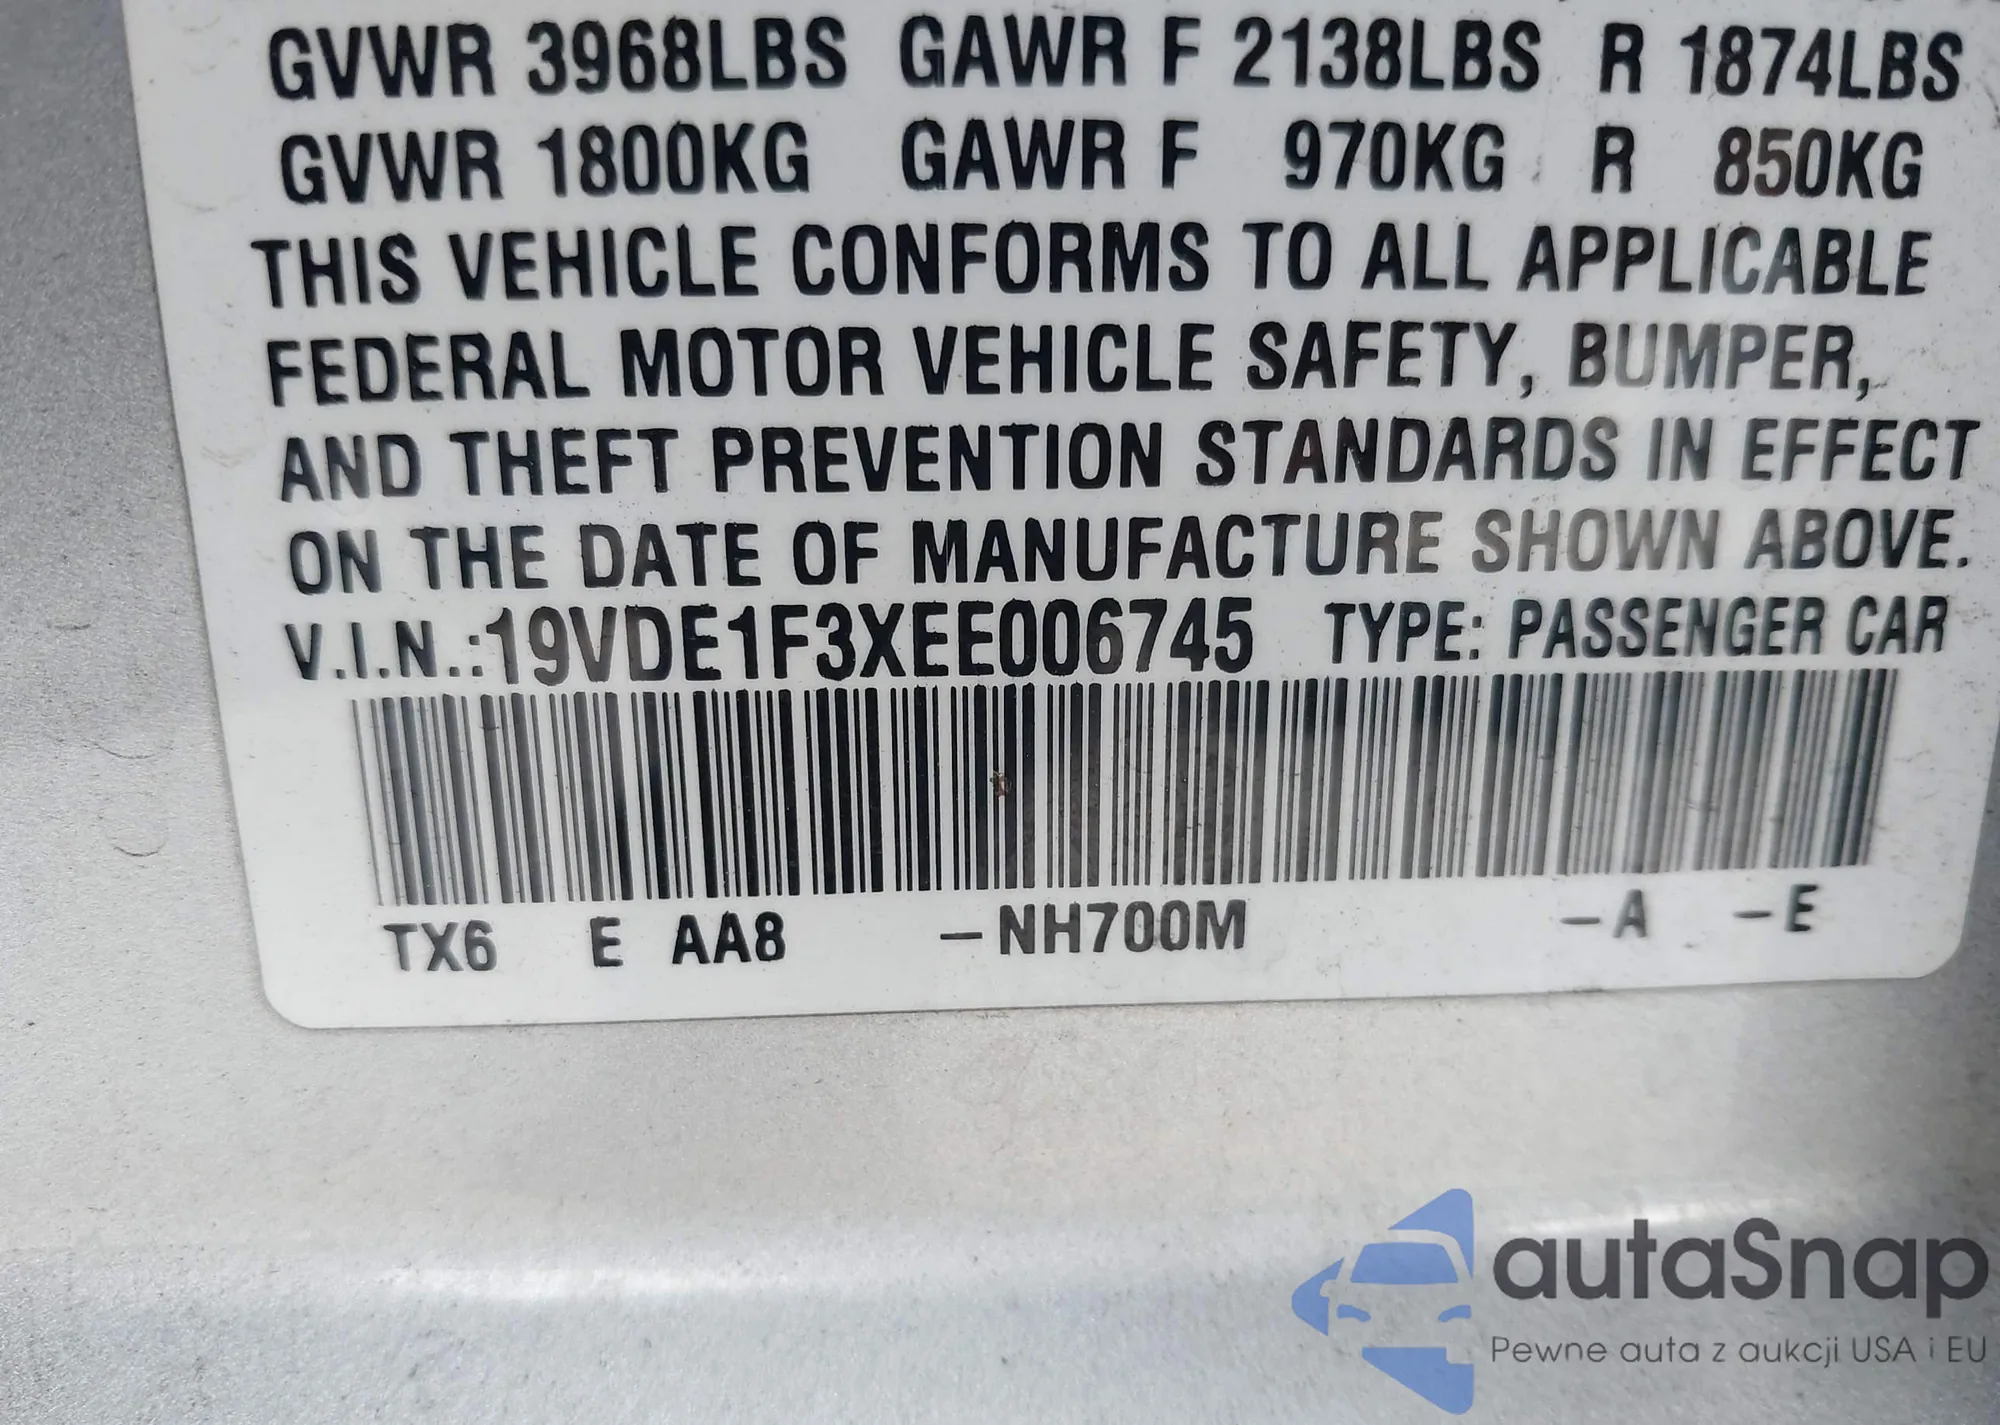 GVWR 3968LBS GAWR F 2138LBS R 1874LBS
GVWR 1800KG GAWR F 970KG R 850KG
THIS VEHICLE CONFORMS TO ALL APPLICABLE
FEDERAL MOTOR VEHICLE SAFETY, BUMPER,
AND THEFT PREVENTION STANDARDS IN EFFECT
ON THE DATE OF MANUFACTURE SHOWN ABOVE.
V.I.N.:19VDE1F3XEE006745 TYPE: PASSENGER CAR
TX6 E AA8 -NH700M -A -E
autaSnap
Pewne auta z aukcji USA i EU